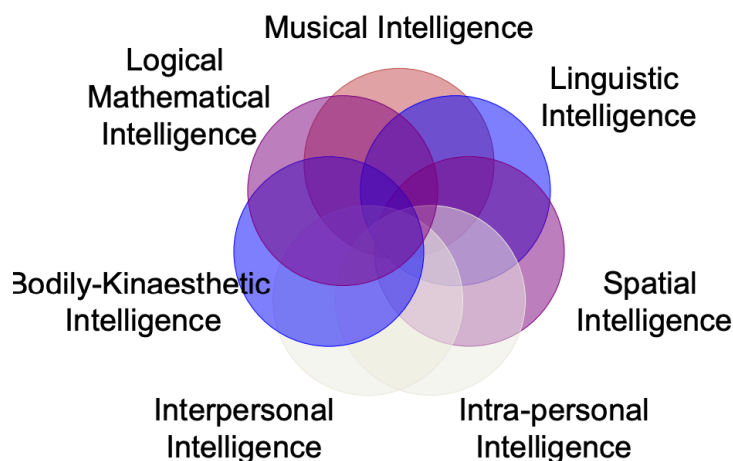 Musical Intelligence
Logical
Mathematical
Intelligence
Linguistic
Intelligence
Bodily-Kinaesthetic
Intelligence
Spatial
Intelligence
Interpersonal
Intelligence
Intra-personal
Intelligence